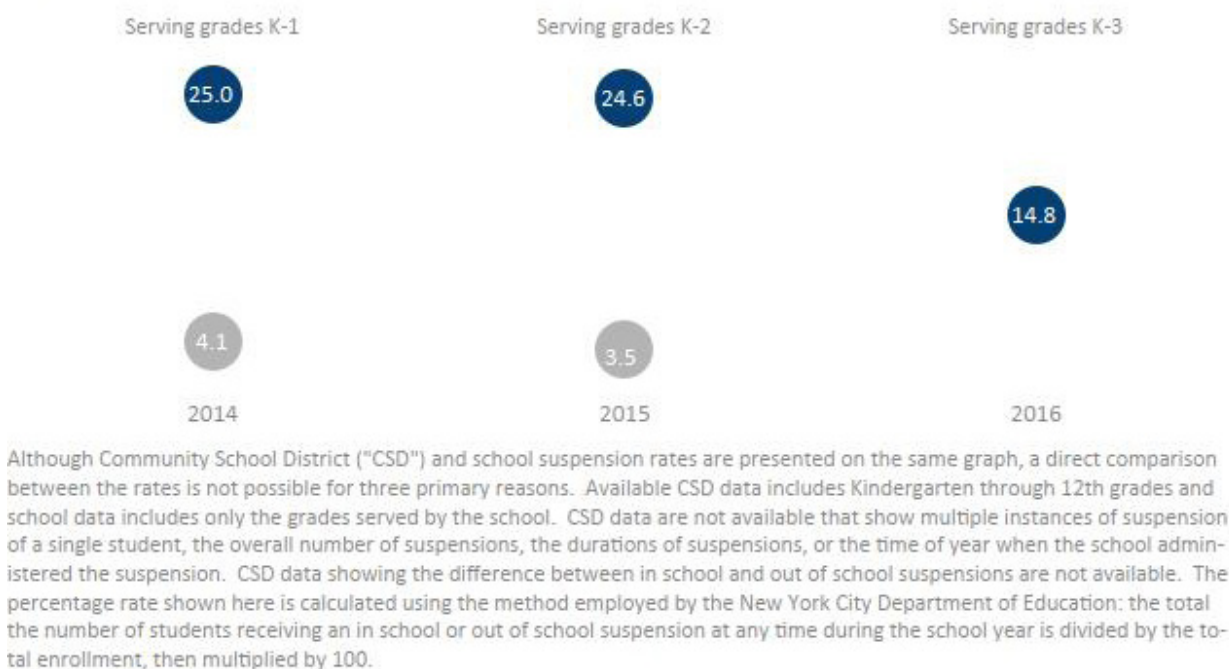 Serving grades K-1 Serving grades K-2 Serving grades K-3
25.0 24.6
14.8
4.1 3.5
2014 2015 2016
Although Community School District ("CSD") and school suspension rates are presented on the same graph, a direct comparison
between the rates is not possible for three primary reasons. Available CSD data includes Kindergarten through 12th grades and
school data includes only the grades served by the school. CSD data are not available that show multiple instances of suspension
of a single student, the overall number of suspensions, the durations of suspensions, or the time of year when the school admin-
istered the suspension. CSD data showing the difference between in school and out of school suspensions are not available. The
percentage rate shown here is calculated using the method employed by the New York City Department of Education: the total
the number of students receiving an in school or out of school suspension at any time during the school year is divided by the to-
tal enrollment, then multiplied by 100.